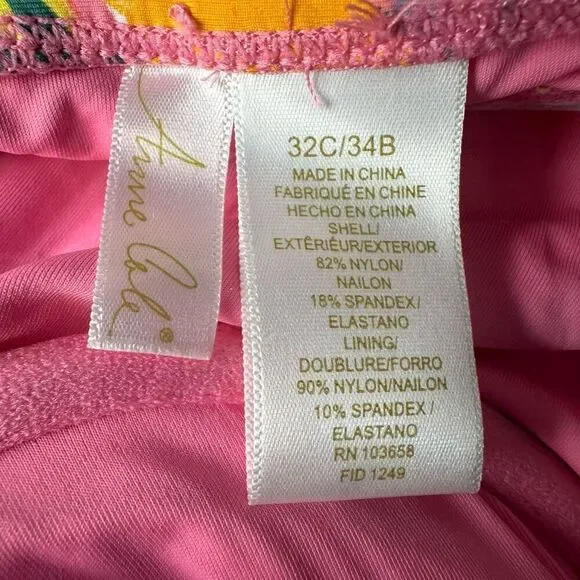 Anne Cole®
32C/34B
MADE IN CHINA
FABRIQUÉ EN CHINE
HECHO EN CHINA
SHELL/
EXTÊRIÊUR/EXTERIOR
82% NYLON/
NAILON
18% SPANDEX/
ELASTANO
LINING/
DOUBLURE/FORRO
90% NYLON/NAILON
10% SPANDEX/
ELASTANO
RN 103658
FID 1249